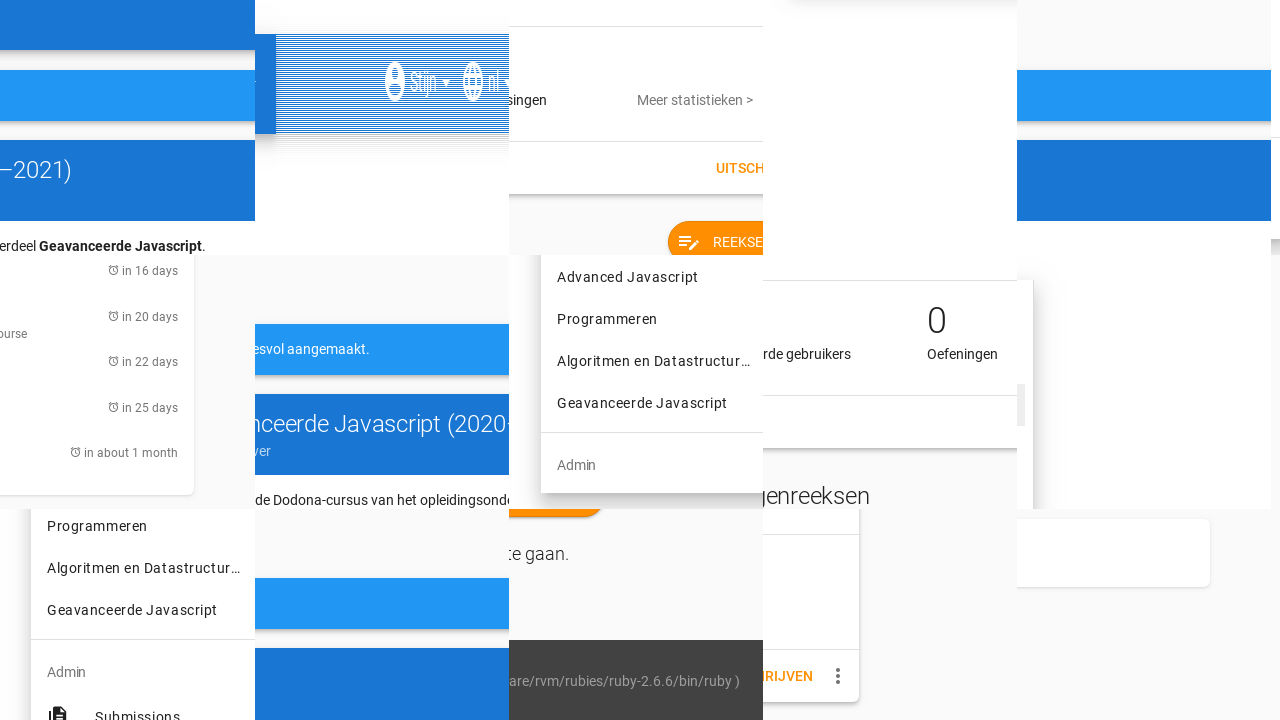 –2021)
erdeel Geavanceerde Javascript.
Stijn
nl
singen
Meer statistieken >
UITSCH
REEKSE
in 16 days
in 20 days
ourse
in 22 days
in 25 days
in about 1 month
esvol aangemaakt.
nceerde Javascript (2020-
ver
de Dodona-cursus van het opleidingsonde
Advanced Javascript
Programmeren
Algoritmen en Datastructur…
Geavanceerde Javascript
Admin
0
rde gebruikers
Oefeningen
genreeksen
Programmeren
Algoritmen en Datastructur…
Geavanceerde Javascript
Admin
Submissions
te gaan.
are/rvm/rubies/ruby-2.6.6/bin/ruby )
HRIJVEN